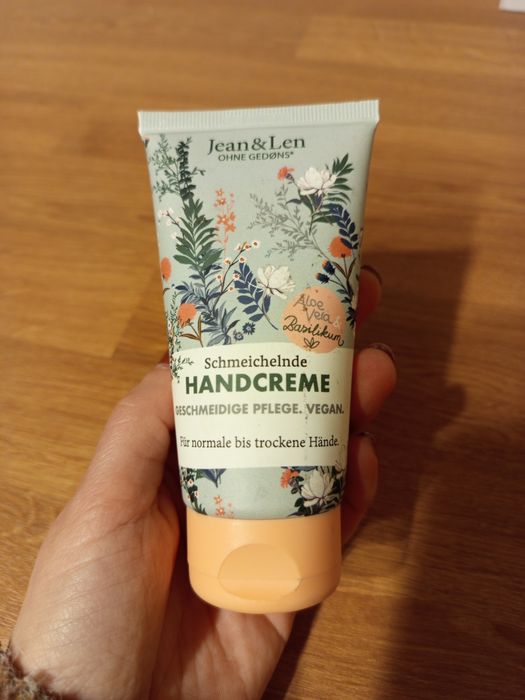 Jean&Len
OHNE GEDØNS®
Aloe
Vera &
Basilikum
Schmeichelnde
HANDCREME
GESCHMEIDIGE PFLEGE. VEGAN.
Für normale bis trockene Hände.